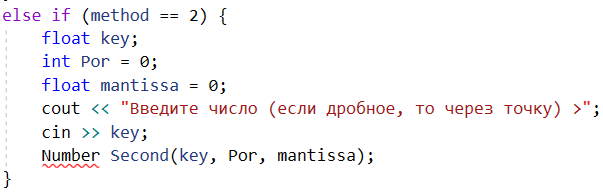 else if (method == 2) {
float key;
int Por = 0;
float mantissa = 0;
cout << "Введите число (если дробное, то через точку) >";
cin >> key;
Number Second(key, Por, mantissa);
}